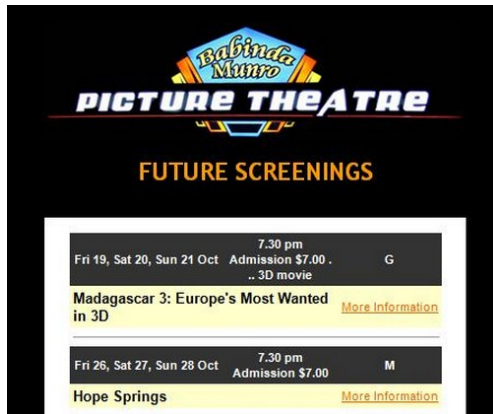 Babinda
Munro
PICTURE THEATRE
FUTURE SCREENINGS
Fri 19, Sat 20, Sun 21 Oct
7.30 pm
Admission $7.00 .
.. 3D movie
G
Madagascar 3: Europe's Most Wanted
in 3D
More Information
Fri 26, Sat 27, Sun 28 Oct
7.30 pm
Admission $7.00
M
Hope Springs
More Information